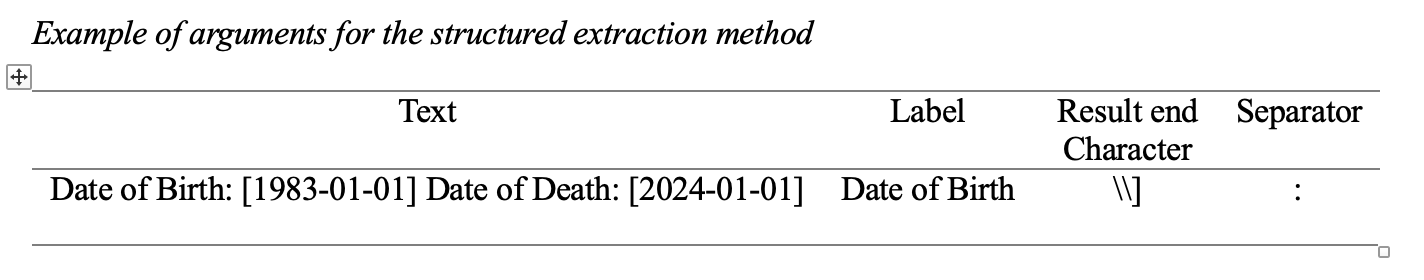 Example of arguments for the structured extraction method
Text Label Result end Separator
Character
Date of Birth: [1983-01-01] Date of Death: [2024-01-01] Date of Birth \\] :